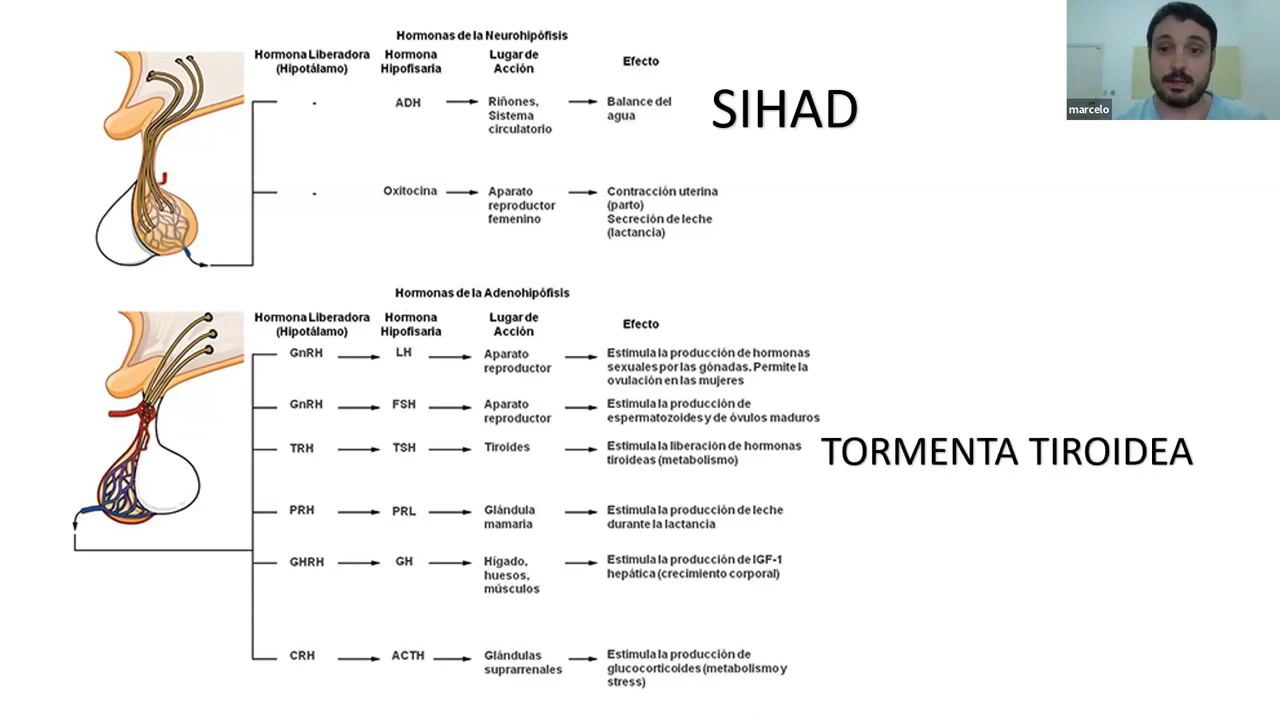 Hormonas de la Neurohipófisis
Hormona Liberadora
(Hipotálamo)
Hormona
Hipofisaria
Lugar de
Acción
Efecto
-
ADH
Riñones,
Sistema
circulatorio
Balance del
agua
SIHAD
marcelo
-
Oxitocina
Aparato
reproductor
femenino
Contracción uterina
(parto)
Secreción de leche
(lactancia)
Hormonas de la Adenohipófisis
Hormona Liberadora
(Hipotálamo)
Hormona
Hipofisaria
Lugar de
Acción
Efecto
GnRH
LH
Aparato
reproductor
Estimula la producción de hormonas
sexuales por las gónadas. Permite la
ovulación en las mujeres
GnRH
FSH
Aparato
reproductor
Estimula la producción de
espermatozoides y de óvulos maduros
TRH
TSH
Tiroides
Estimula la liberación de hormonas
tiroideas (metabolismo)
TORMENTA TIROIDEA
PRH
PRL
Glándula
mamaria
Estimula la producción de leche
durante la lactancia
GHRH
GH
Hígado,
huesos,
músculos
Estimula la producción de IGF-1
hepática (crecimiento corporal)
CRH
ACTH
Glándulas
suprarrenales
Estimula la producción de
glucocorticoides (metabolismo y
stress)